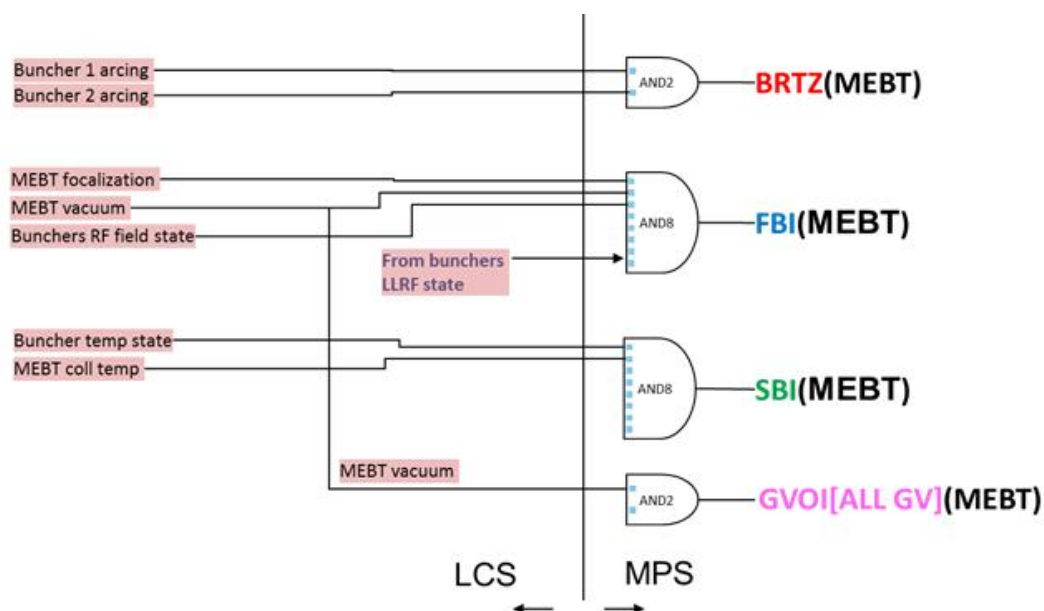 Buncher 1 arcing
Buncher 2 arcing
AND2
BRTZ(MEBT)
MEBT focalization
MEBT vacuum
Bunchers RF field state
From bunchers
LLRF state
AND8
FBI(MEBT)
Buncher temp state
MEBT coll temp
AND8
SBI(MEBT)
MEBT vacuum
AND2
GVOI[ALL GV](MEBT)
LCS
MPS